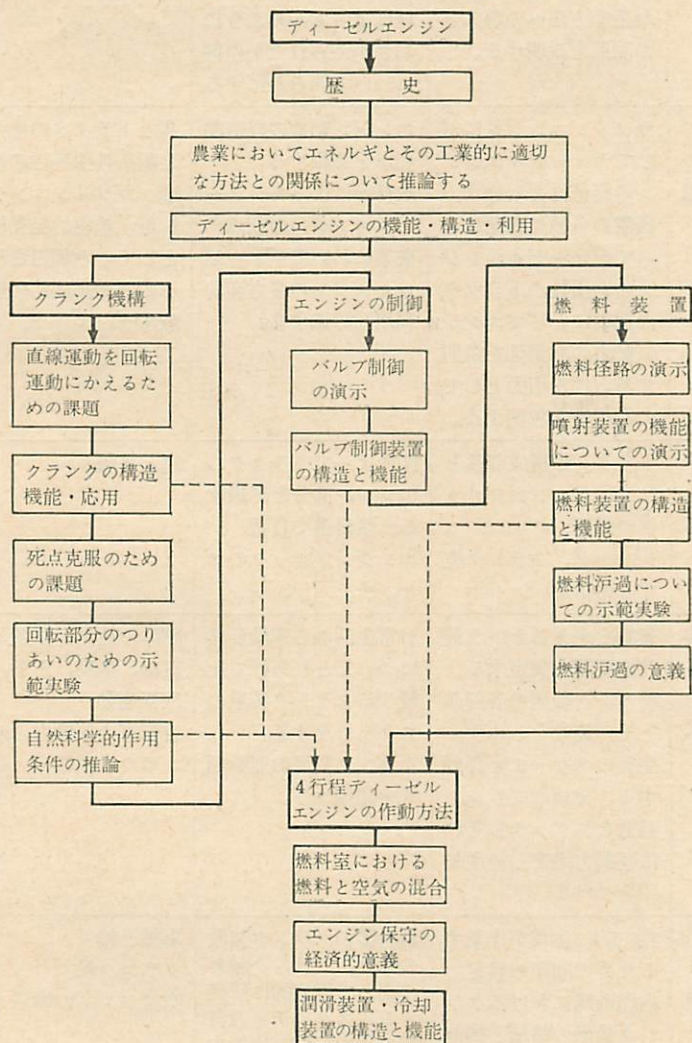 ディーゼルエンジン
歴史
農業においてエネルギとその工業的に適切
な方法との関係について推論する
ディーゼルエンジンの機能・構造・利用
クランク機構
直線運動を回転
運動にかえるた
めの課題
クランクの構造
機能・応用
死点克服のため
の課題
回転部分のつり
あいのための示
範実験
自然科学的作用
条件の推論
エンジンの制御
バルブ制御
の演示
バルブ制御装置
の構造と機能
燃料装置
燃料径路の演示
噴射装置の機能
についての演示
燃料装置の構造
と機能
燃料沪過につい
ての示範実験
燃料沪過の意義
4行程ディーゼル
エンジンの作動方法
燃料室における
燃料と空気の混合
エンジン保守の
経済的意義
潤滑装置・冷却
装置の構造と機能